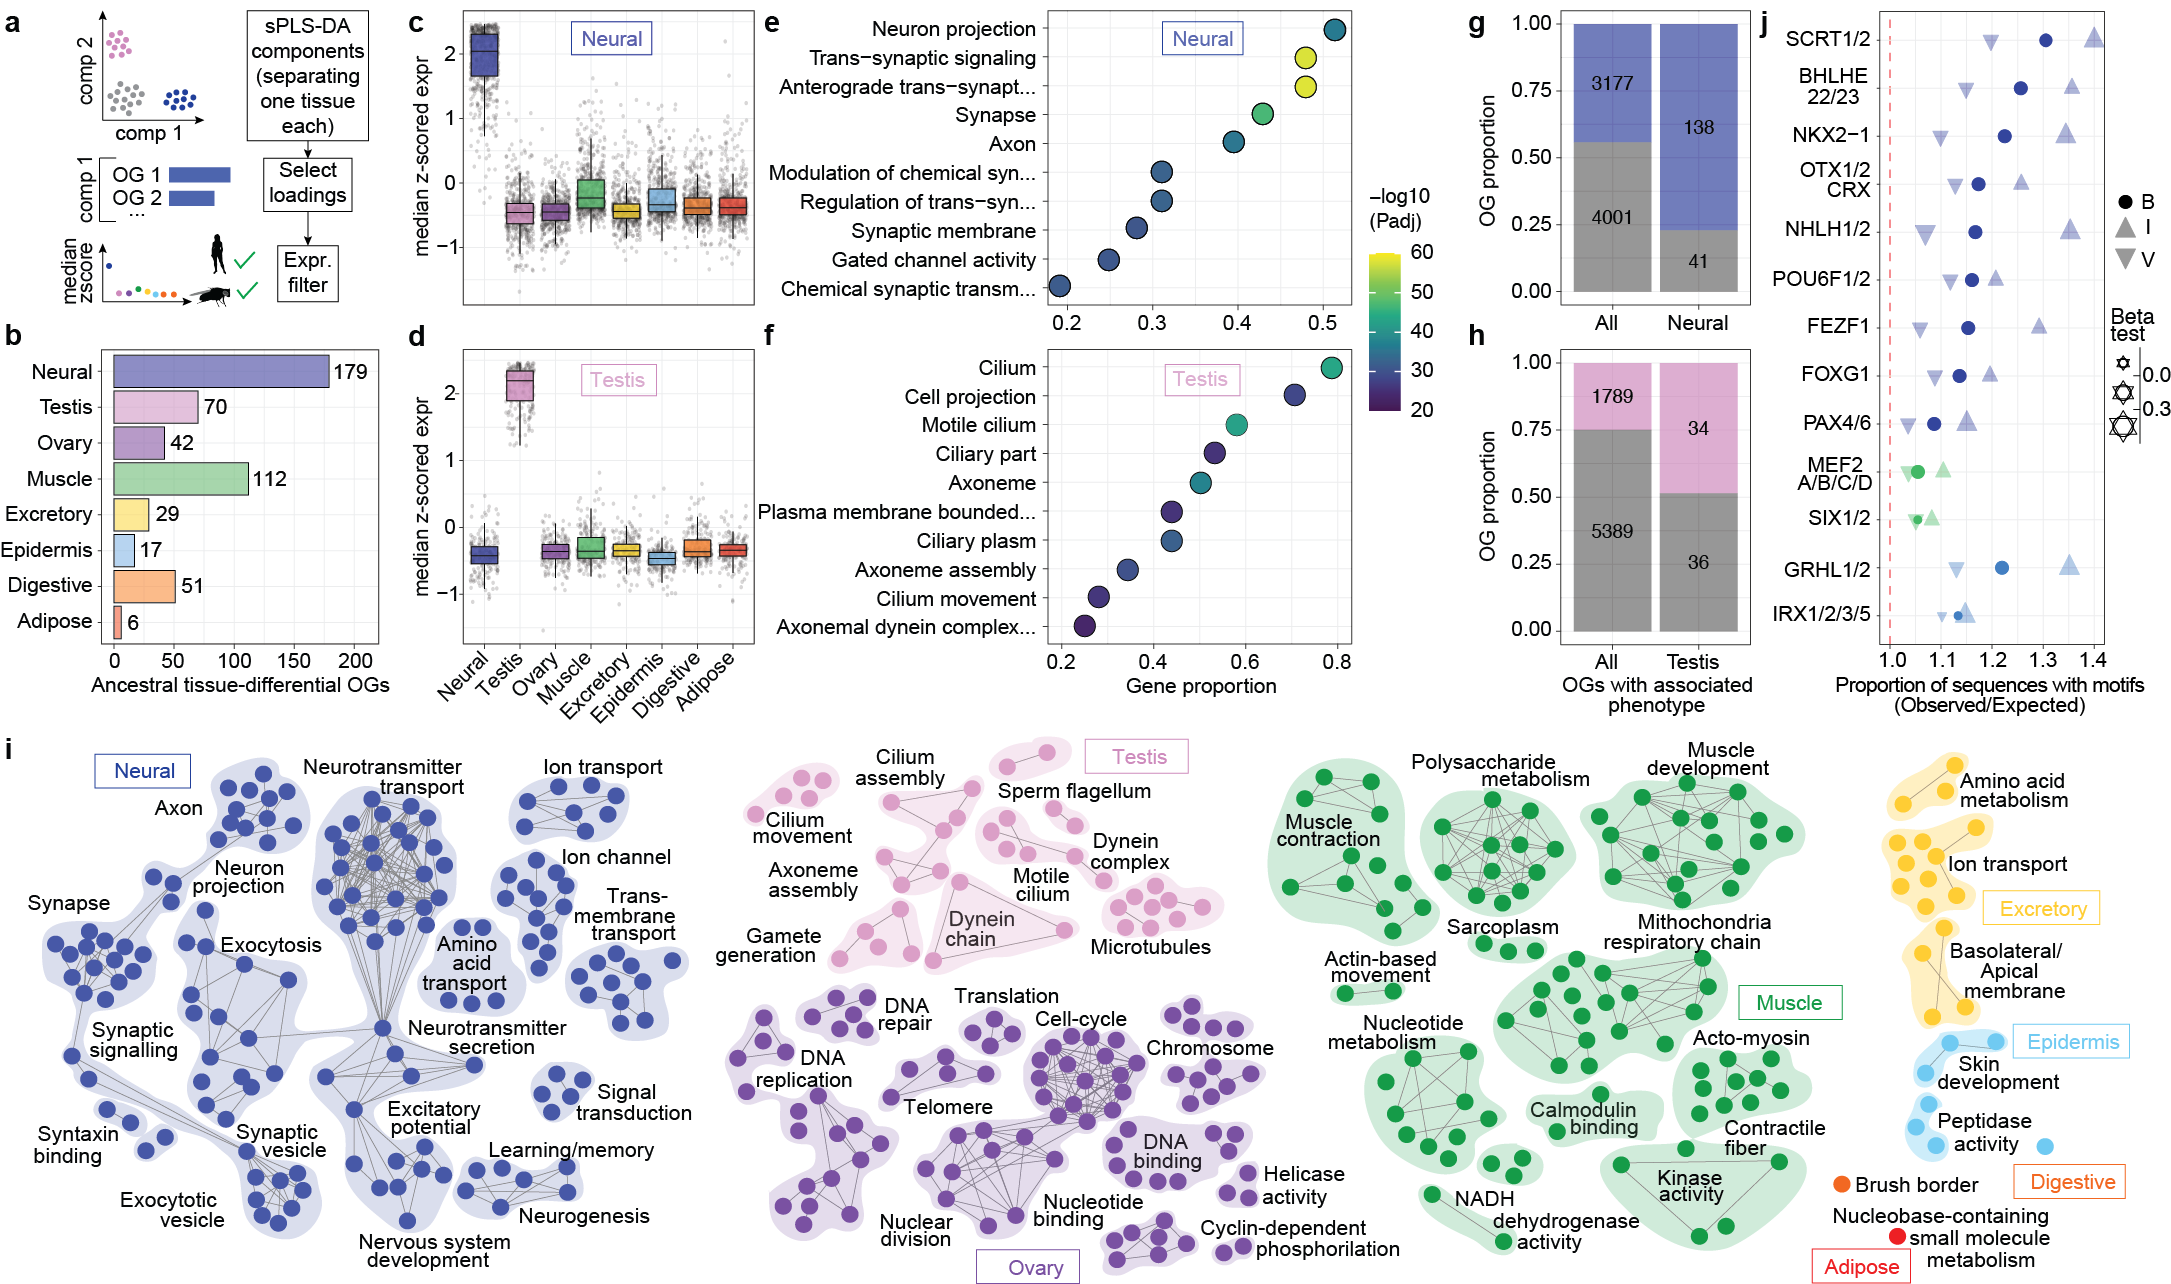 a
comp 2
comp 1
sPLS-DA
components
(separating
one tissue
each)
comp 1
OG 1
OG 2
...
Select
loadings
median
zscore
Expr.
filter
b
Neural
179
Testis
70
Ovary
42
Muscle
112
Excretory
29
Epidermis
17
Digestive
51
Adipose
6
0 50 100 150 200
Ancestral tissue-differential OGs
c
median z-scored expr
Neural
2
1
0
−1
d
median z-scored expr
Testis
2
1
0
−1
Neural
Testis
Ovary
Muscle
Excretory
Epidermis
Digestive
Adipose
e
Neural
Neuron projection
Trans−synaptic signaling
Anterograde trans−synapt...
Synapse
Axon
Modulation of chemical syn...
Regulation of trans−syn...
Synaptic membrane
Gated channel activity
Chemical synaptic transm...
0.2 0.3 0.4 0.5
−log10
(Padj)
60
50
40
30
20
f
Testis
Cilium
Cell projection
Motile cilium
Ciliary part
Axoneme
Plasma membrane bounded...
Ciliary plasm
Axoneme assembly
Cilium movement
Axonemal dynein complex...
0.2 0.4 0.6 0.8
Gene proportion
g
OG proportion
1.00
0.75
0.50
0.25
0.00
3177
4001
138
41
All Neural
h
OG proportion
1.00
0.75
0.50
0.25
0.00
1789
5389
34
36
All Testis
OGs with associated
phenotype
j
SCRT1/2
BHLHE
22/23
NKX2−1
OTX1/2
CRX
NHLH1/2
POU6F1/2
FEZF1
FOXG1
PAX4/6
MEF2
A/B/C/D
SIX1/2
GRHL1/2
IRX1/2/3/5
1.0 1.1 1.2 1.3 1.4
Proportion of sequences with motifs
(Observed/Expected)
B
I
V
Beta
test
0.0
0.3
i
Neural
Axon
Neurotransmitter
transport
Ion transport
Neuron
projection
Ion channel
Synapse
Trans-
membrane
transport
Exocytosis
Amino
acid
transport
Synaptic
signalling
Neurotransmitter
secretion
Signal
transduction
Syntaxin
binding
Synaptic
vesicle
Excitatory
potential
Learning/memory
Exocytotic
vesicle
Neurogenesis
Nervous system
development
Testis
Cilium
assembly
Sperm flagellum
Cilium
movement
Dynein
complex
Axoneme
assembly
Motile
cilium
Dynein
chain
Gamete
generation
Microtubules
DNA
repair
Translation
Cell-cycle
Chromosome
DNA
replication
Telomere
DNA
binding
Helicase
activity
Nucleotide
binding
Nuclear
division
Cyclin-dependent
phosphorilation
Ovary
Polysaccharide
metabolism
Muscle
development
Muscle
contraction
Sarcoplasm
Mithochondria
respiratory chain
Actin-based
movement
Muscle
Nucleotide
metabolism
Acto-myosin
Calmodulin
binding
Contractile
fiber
Kinase
activity
NADH
dehydrogenase
activity
Amino acid
metabolism
Ion transport
Excretory
Basolateral/
Apical
membrane
Epidermis
Skin
development
Peptidase
activity
Digestive
Brush border
Nucleobase-containing
small molecule
metabolism
Adipose